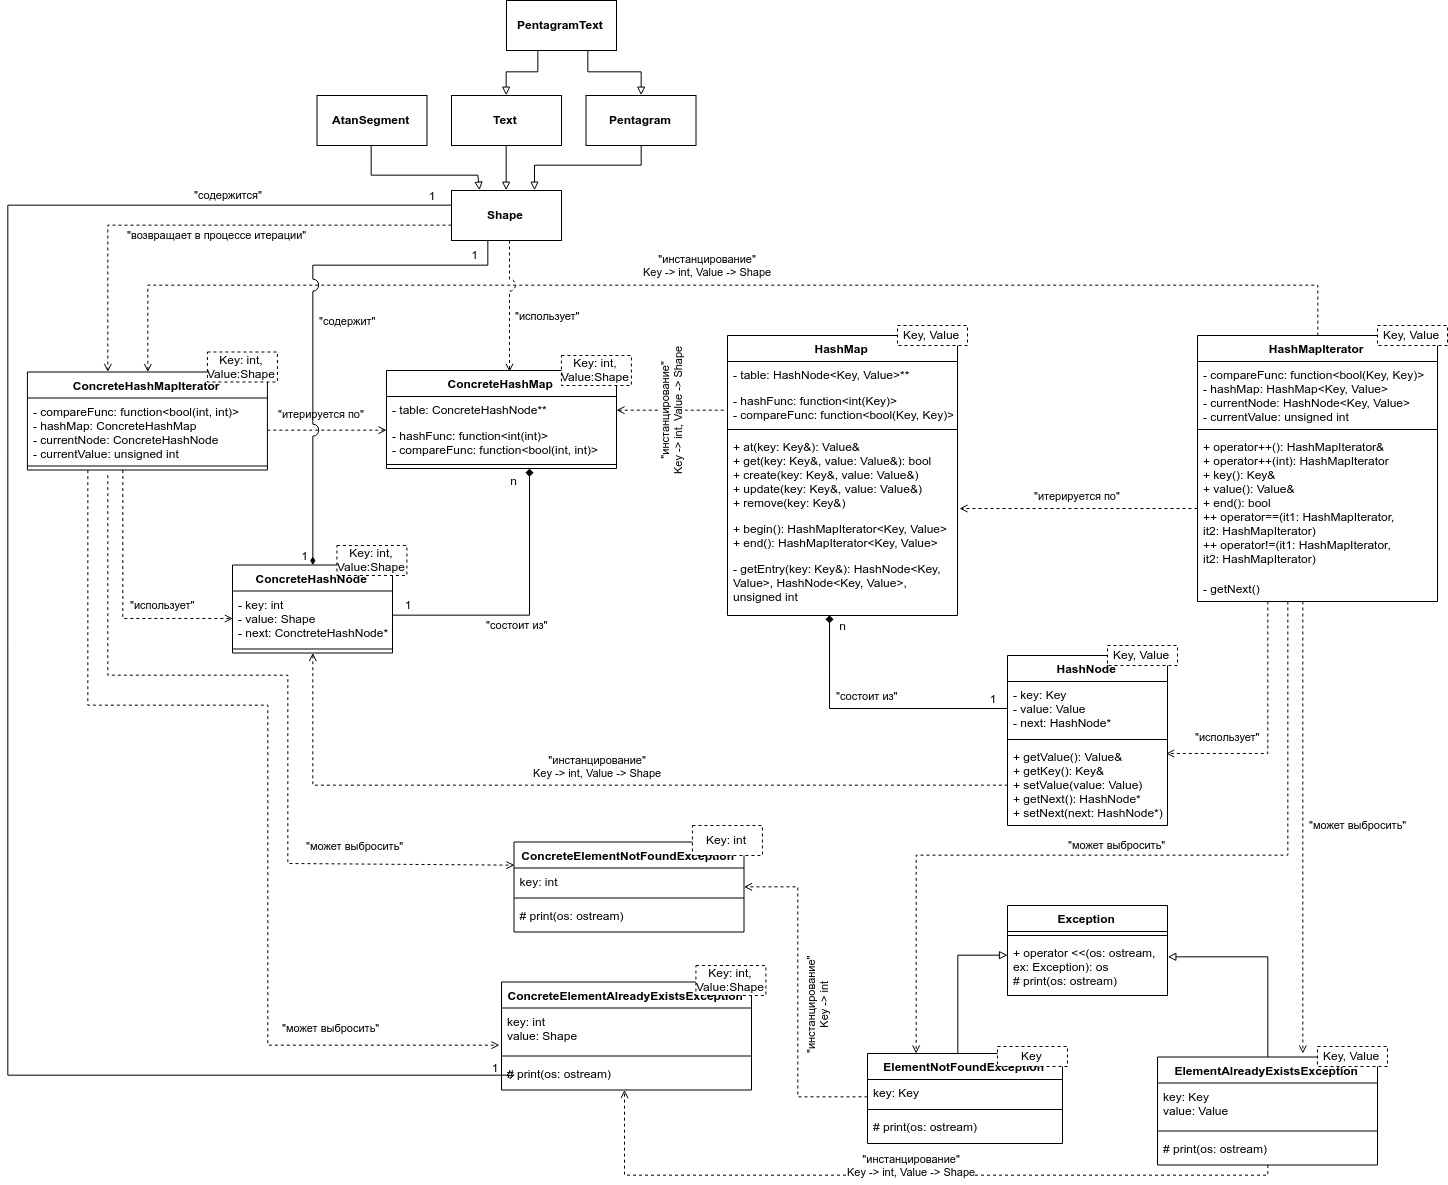 PentagramText
AtanSegment
Text
Pentagram
"содержится"
1
Shape
"возвращает в процессе итерации"
1
"инстанцирование"
Key -> int, Value -> Shape
"содержит"
"использует"
Key: int,
Value:Shape
ConcreteHashMapIterator
- compareFunc: function<bool(int, int)>
- hashMap: ConcreteHashMap
- currentNode: ConcreteHashNode
- currentValue: unsigned int
"итерируется по"
Key: int,
Value:Shape
ConcreteHashMap
- table: ConcreteHashNode**
- hashFunc: function<int(int)>
- compareFunc: function<bool(int, int)>
n
"инстанцирование"
Key -> int, Value -> Shape
Key, Value
HashMap
- table: HashNode<Key, Value>**
- hashFunc: function<int(Key)>
- compareFunc: function<bool(Key, Key)>
+ at(key: Key&): Value&
+ get(key: Key&, value: Value&): bool
+ create(key: Key&, value: Value&)
+ update(key: Key&, value: Value&)
+ remove(key: Key&)
+ begin(): HashMapIterator<Key, Value>
+ end(): HashMapIterator<Key, Value>
- getEntry(key: Key&): HashNode<Key,
Value>, HashNode<Key, Value>,
unsigned int
n
"итерируется по"
Key, Value
HashMapIterator
- compareFunc: function<bool(Key, Key)>
- hashMap: HashMap<Key, Value>
- currentNode: HashNode<Key, Value>
- currentValue: unsigned int
+ operator++(): HashMapIterator&
+ operator++(int): HashMapIterator
+ key(): Key&
+ value(): Value&
+ end(): bool
++ operator==(it1: HashMapIterator,
it2: HashMapIterator)
++ operator!=(it1: HashMapIterator,
it2: HashMapIterator)
- getNext()
1
Key: int,
Value:Shape
ConcreteHashNode
- key: int
- value: Shape
- next: ConctreteHashNode*
"использует"
1
"состоит из"
"состоит из"
1
Key, Value
HashNode
- key: Key
- value: Value
- next: HashNode*
+ getValue(): Value&
+ getKey(): Key&
+ setValue(value: Value)
+ getNext(): HashNode*
+ setNext(next: HashNode*)
"использует"
"инстанцирование"
Key -> int, Value -> Shape
"может выбросить"
"может выбросить"
"может выбросить"
Key: int
ConcreteElementNotFoundException
key: int
# print(os: ostream)
Exception
+ operator <<(os: ostream,
ex: Exception): os
# print(os: ostream)
"инстанцирование"
Key -> int
Key: int,
Value:Shape
ConcreteElementAlreadyExistsException
key: int
value: Shape
# print(os: ostream)
"может выбросить"
1
Key
ElementNotFoundException
key: Key
# print(os: ostream)
Key, Value
ElementAlreadyExistsException
key: Key
value: Value
# print(os: ostream)
"инстанцирование"
Key -> int, Value -> Shape